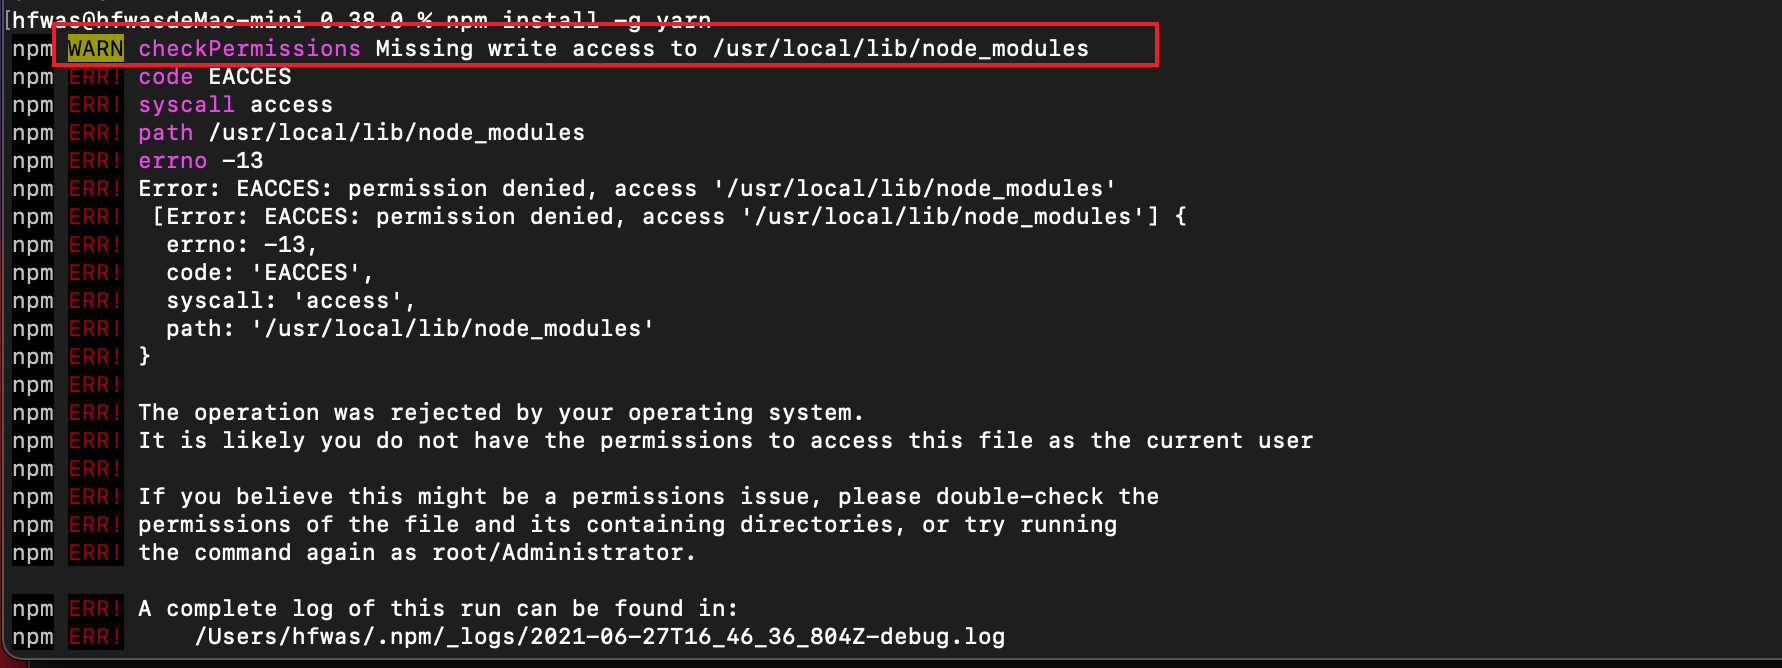 [hfwas@hfwasdeMac-mini 0.38.0 % npm install -g yarn
npm WARN checkPermissions Missing write access to /usr/local/lib/node_modules
npm ERR! code EACCES
npm ERR! syscall access
npm ERR! path /usr/local/lib/node_modules
npm ERR! errno -13
npm ERR! Error: EACCES: permission denied, access '/usr/local/lib/node_modules'
npm ERR!  [Error: EACCES: permission denied, access '/usr/local/lib/node_modules'] {
npm ERR!   errno: -13,
npm ERR!   code: 'EACCES',
npm ERR!   syscall: 'access',
npm ERR!   path: '/usr/local/lib/node_modules'
npm ERR! }
npm ERR!
npm ERR! The operation was rejected by your operating system.
npm ERR! It is likely you do not have the permissions to access this file as the current user
npm ERR!
npm ERR! If you believe this might be a permissions issue, please double-check the
npm ERR! permissions of the file and its containing directories, or try running
npm ERR! the command again as root/Administrator.
npm ERR! A complete log of this run can be found in:
npm ERR!     /Users/hfwas/.npm/_logs/2021-06-27T16_46_36_804Z-debug.log